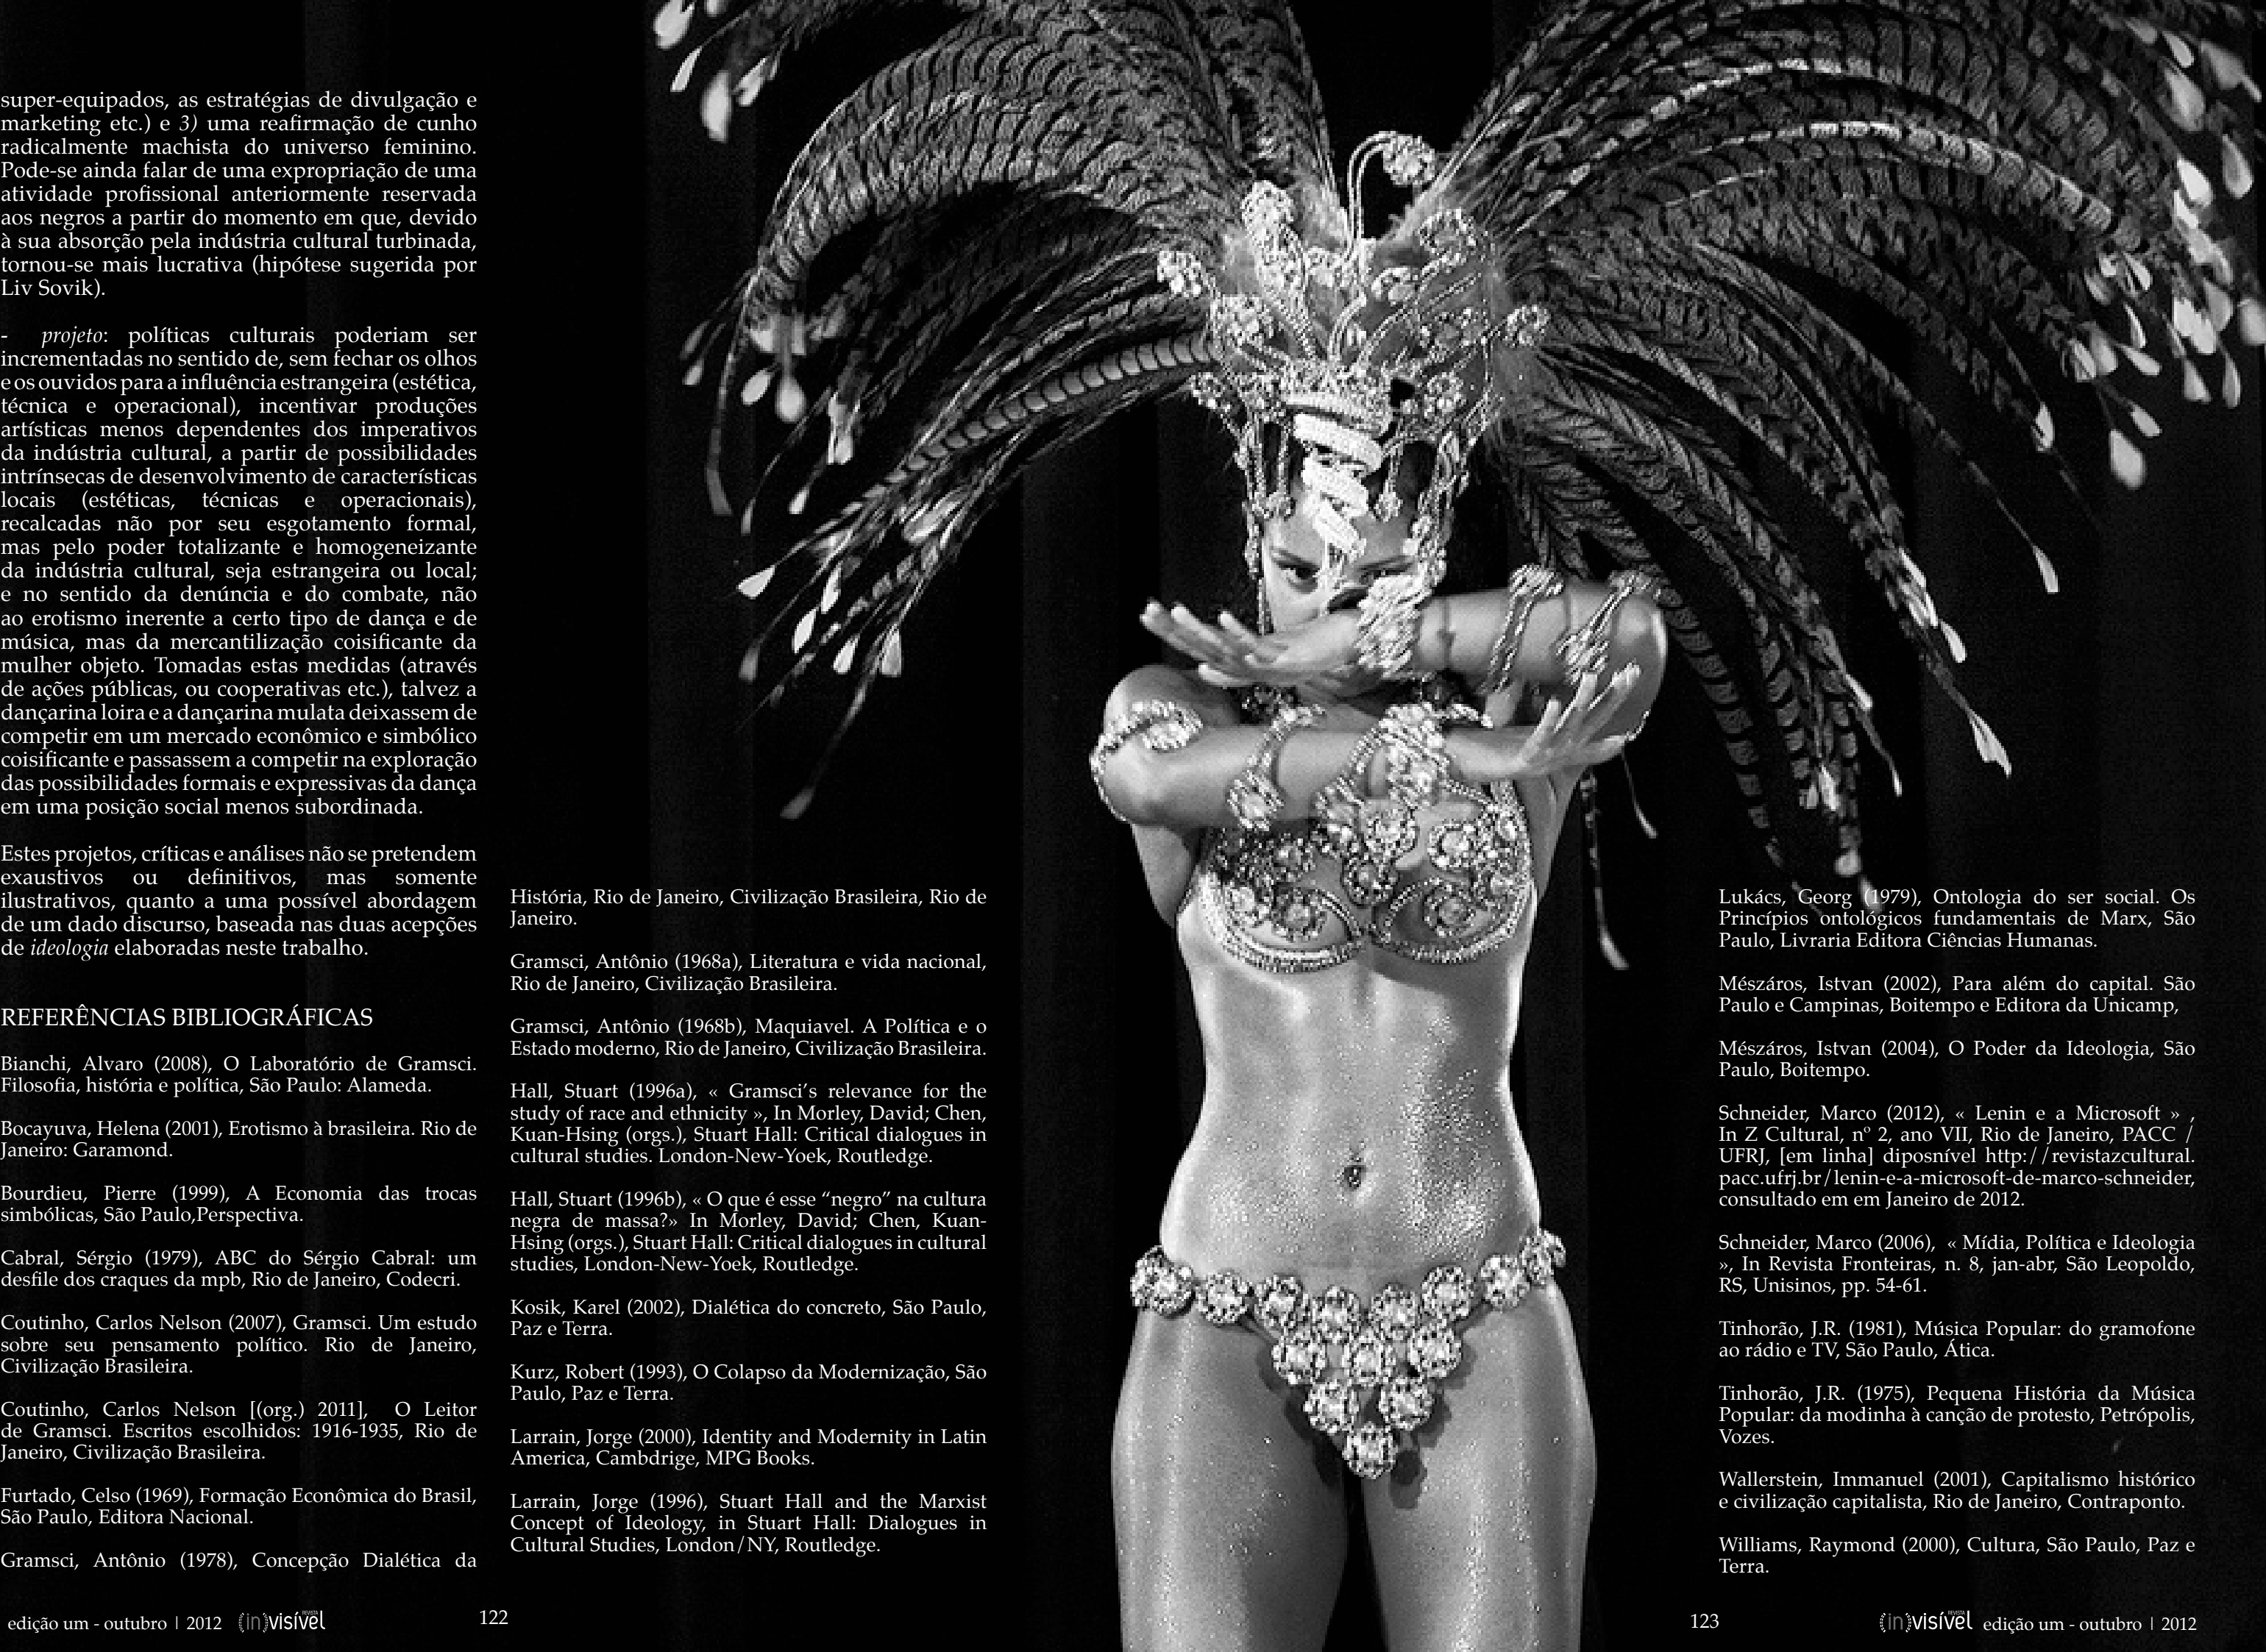 super-equipados, as estratégias de divulgação e
marketing etc.) e 3) uma reafirmação de cunho
radicalmente machista do universo feminino.
Pode-se ainda falar de uma expropriação de uma
atividade profissional anteriormente reservada
aos negros a partir do momento em que, devido
à sua absorção pela indústria cultural turbinada,
tornou-se mais lucrativa (hipótese sugerida por
Liv Sovik).
- projeto: políticas culturais poderiam ser
incrementadas no sentido de, sem fechar os olhos
e os ouvidos para a influência estrangeira (estética,
técnica e operacional), incentivar produções
artísticas menos dependentes dos imperativos
da indústria cultural, a partir de possibilidades
intrínsecas de desenvolvimento de características
locais (estéticas, técnicas e operacionais),
recalcadas não por seu esgotamento formal,
mas pelo poder totalizante e homogeneizante
da indústria cultural, seja estrangeira ou local;
e no sentido da denúncia e do combate, não
ao erotismo inerente a certo tipo de dança e de
música, mas da mercantilização coisificante da
mulher objeto. Tomadas estas medidas (através
de ações públicas, ou cooperativas etc.), talvez a
dançarina loira e a dançarina mulata deixassem de
competir em um mercado econômico e simbólico
coisificante e passassem a competir na exploração
das possibilidades formais e expressivas da dança
em uma posição social menos subordinada.
Estes projetos, críticas e análises não se pretendem
exaustivos ou definitivos, mas somente
ilustrativos, quanto a uma possível abordagem
de um dado discurso, baseada nas duas acepções
de ideologia elaboradas neste trabalho.
REFERÊNCIAS BIBLIOGRÁFICAS
Bianchi, Alvaro (2008), O Laboratório de Gramsci.
Filosofia, história e política, São Paulo: Alameda.
Bocayuva, Helena (2001), Erotismo à brasileira. Rio de
Janeiro: Garamond.
Bourdieu, Pierre (1999), A Economia das trocas
simbólicas, São Paulo,Perspectiva.
Cabral, Sérgio (1979), ABC do Sérgio Cabral: um
desfile dos craques da mpb, Rio de Janeiro, Codecri.
Coutinho, Carlos Nelson (2007), Gramsci. Um estudo
sobre seu pensamento político. Rio de Janeiro,
Civilização Brasileira.
Coutinho, Carlos Nelson [(org.) 2011], O Leitor
de Gramsci. Escritos escolhidos: 1916-1935, Rio de
Janeiro, Civilização Brasileira.
Furtado, Celso (1969), Formação Econômica do Brasil,
São Paulo, Editora Nacional.
Gramsci, Antônio (1978), Concepção Dialética da
História, Rio de Janeiro, Civilização Brasileira, Rio de
Janeiro.
Gramsci, Antônio (1968a), Literatura e vida nacional,
Rio de Janeiro, Civilização Brasileira.
Gramsci, Antônio (1968b), Maquiavel. A Política e o
Estado moderno, Rio de Janeiro, Civilização Brasileira.
Hall, Stuart (1996a), « Gramsci's relevance for the
study of race and ethnicity », In Morley, David; Chen,
Kuan-Hsing (orgs.), Stuart Hall: Critical dialogues in
cultural studies. London-New-Yoek, Routledge.
Hall, Stuart (1996b), « O que é esse “negro” na cultura
negra de massa?» In Morley, David; Chen, Kuan-
Hsing (orgs.), Stuart Hall: Critical dialogues in cultural
studies, London-New-Yoek, Routledge.
Kosik, Karel (2002), Dialética do concreto, São Paulo,
Paz e Terra.
Kurz, Robert (1993), O Colapso da Modernização, São
Paulo, Paz e Terra.
Larrain, Jorge (2000), Identity and Modernity in Latin
America, Cambdrige, MPG Books.
Larrain, Jorge (1996), Stuart Hall and the Marxist
Concept of Ideology, in Stuart Hall: Dialogues in
Cultural Studies, London/NY, Routledge.
Lukács, Georg (1979), Ontologia do ser social. Os
Princípios ontológicos fundamentais de Marx, São
Paulo, Livraria Editora Ciências Humanas.
Mészáros, Istvan (2002), Para além do capital. São
Paulo e Campinas, Boitempo e Editora da Unicamp,
Mészáros, Istvan (2004), O Poder da Ideologia, São
Paulo, Boitempo.
Schneider, Marco (2012), « Lenin e a Microsoft » ,
In Z Cultural, nº 2, ano VII, Rio de Janeiro, PACC /
UFRJ, [em linha] diposnível http://revistazcultural.
pacc.ufrj.br/lenin-e-a-microsoft-de-marco-schneider,
consultado em em Janeiro de 2012.
Schneider, Marco (2006), « Mídia, Política e Ideologia
», In Revista Fronteiras, n. 8, jan-abr, São Leopoldo,
RS, Unisinos, pp. 54-61.
Tinhorão, J.R. (1981), Música Popular: do gramofone
ao rádio e TV, São Paulo, Ática.
Tinhorão, J.R. (1975), Pequena História da Música
Popular: da modinha à canção de protesto, Petrópolis,
Vozes.
Wallerstein, Immanuel (2001), Capitalismo histórico
e civilização capitalista, Rio de Janeiro, Contraponto.
Williams, Raymond (2000), Cultura, São Paulo, Paz e
Terra.
edição um - outubro | 2012 REVISTA (in)visível 122
123 REVISTA (in)visível edição um - outubro | 2012